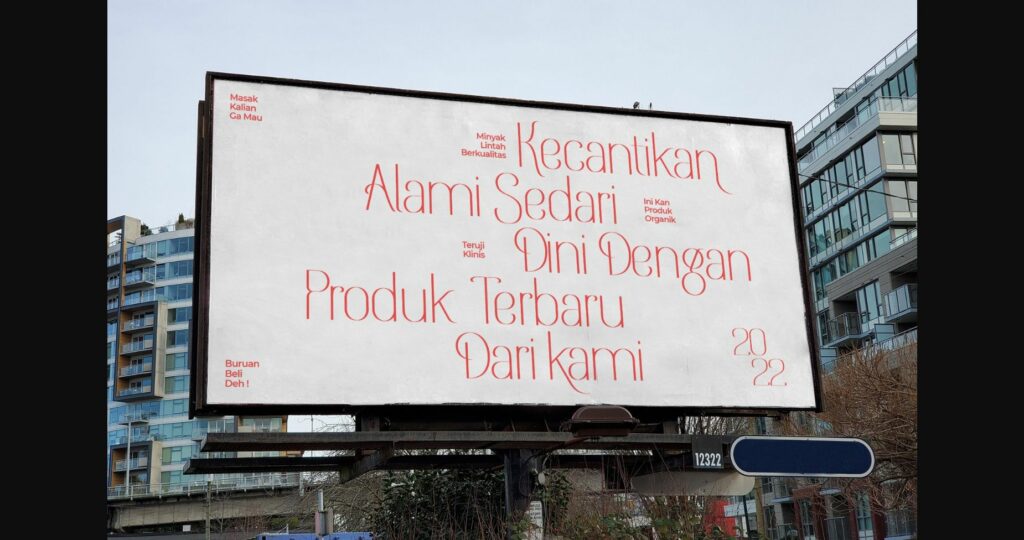 Masak
Kalian
Ga Mau
Minyak
Lintah
Berkualitas
Kecantikan
Alami Sedari
Ini Kan
Produk
Organik
Teruji
Klinis
Dini Dengan
Produk Terbaru
Dari kami
Buruan
Beli
Deh !
20
22
12322